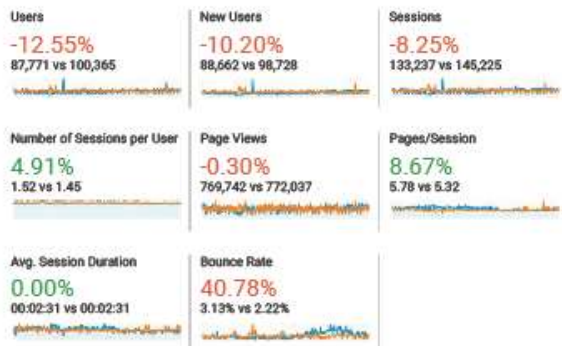 Users
-12.55%
87,771 vs 100,365
New Users
-10.20%
88,662 vs 98,728
Sessions
-8.25%
133,237 vs 145,225
Number of Sessions per User
4.91%
1.52 vs 1.45
Page Views
-0.30%
769,742 vs 772,037
Pages/Session
8.67%
5.78 vs 5.32
Avg. Session Duration
0.00%
00:02:31 vs 00:02:31
Bounce Rate
40.78%
3.13% vs 2.22%